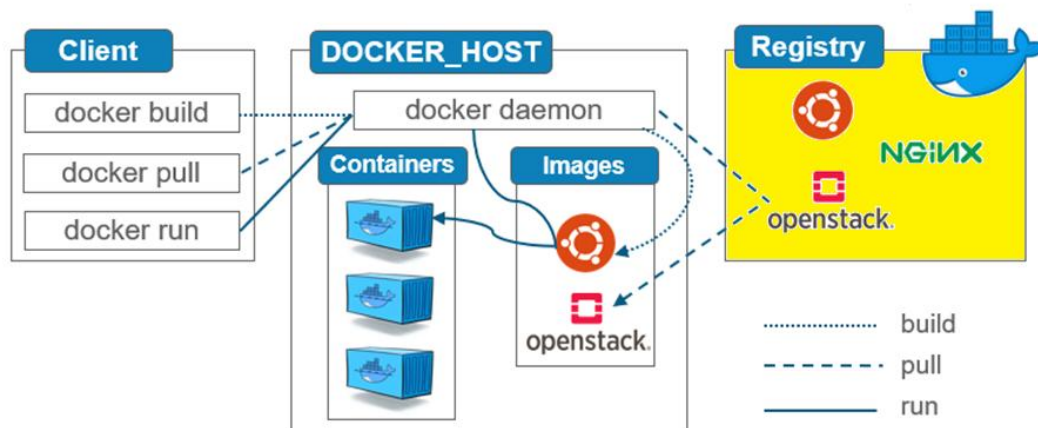 Client
docker build
docker pull
docker run
DOCKER_HOST
docker daemon
Containers
Images
openstack.
Registry
NGINX
openstack.
build
pull
run